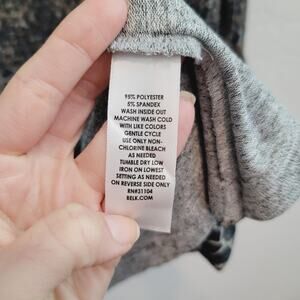 95% POLYESTER
5% SPANDEX
WASH INSIDE OUT
MACHINE WASH COLD
WITH LIKE COLORS
GENTLE CYCLE
USE ONLY NON-
CHLORINE BLEACH
AS NEEDED
TUMBLE DRY LOW
IRON ON LOWEST
SETTING AS NEEDED
ON REVERSE SIDE ONLY
RN#31104
BELK.COM